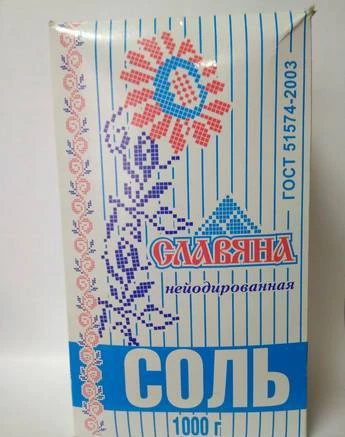 ГОСТ 51574-2003
СЛАВЯНА
нейодированная
СОЛЬ
1000 г